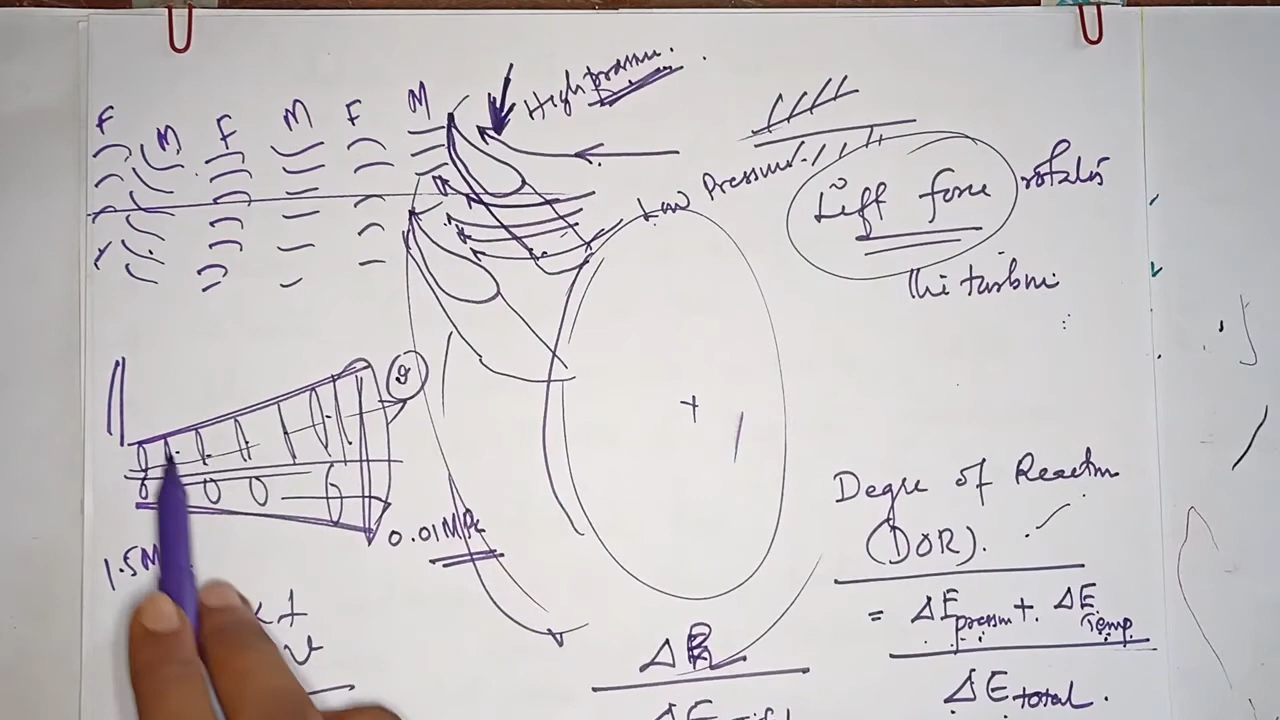 F M F M F M
High pressure.
Low Pressure.
Lift force rotates
the turbine
0.01MPa
1.5M
Degree of Reaction
(DOR).
= ΔE pressure + ΔE Temp
ΔE total.
ΔP